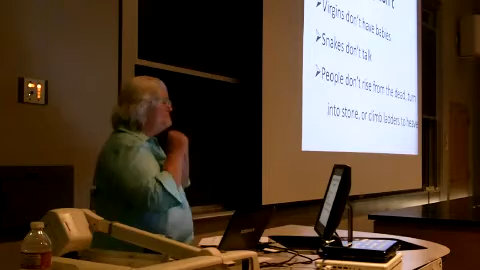 ➢Virgins don't have babies
➢Snakes don't talk
➢People don't rise from the dead, turn
into stone, or climb ladders to heave